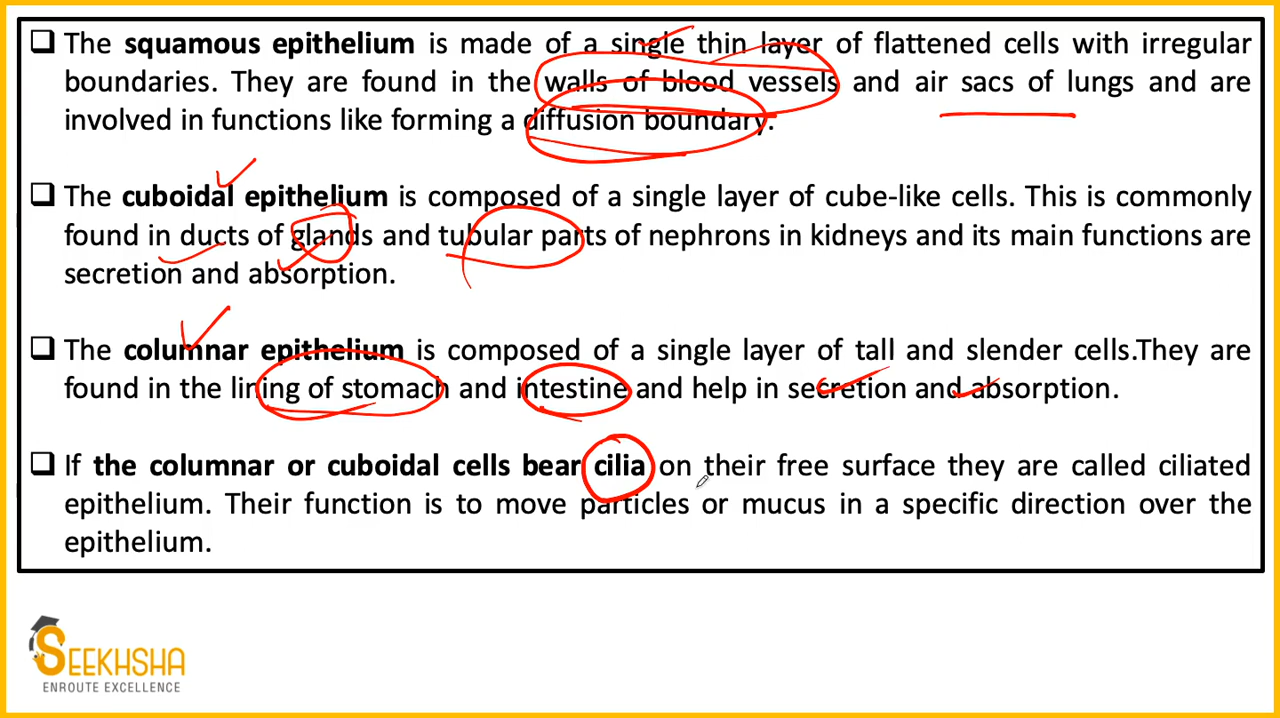 ❑ The squamous epithelium is made of a single thin layer of flattened cells with irregular
boundaries. They are found in the walls of blood vessels and air sacs of lungs and are
involved in functions like forming a diffusion boundary.
❑ The cuboidal epithelium is composed of a single layer of cube-like cells. This is commonly
found in ducts of glands and tubular parts of nephrons in kidneys and its main functions are
secretion and absorption.
❑ The columnar epithelium is composed of a single layer of tall and slender cells.They are
found in the lining of stomach and intestine and help in secretion and absorption.
❑ If the columnar or cuboidal cells bear cilia on their free surface they are called ciliated
epithelium. Their function is to move particles or mucus in a specific direction over the
epithelium.
SEEKHSHA
ENROUTE EXCELLENCE